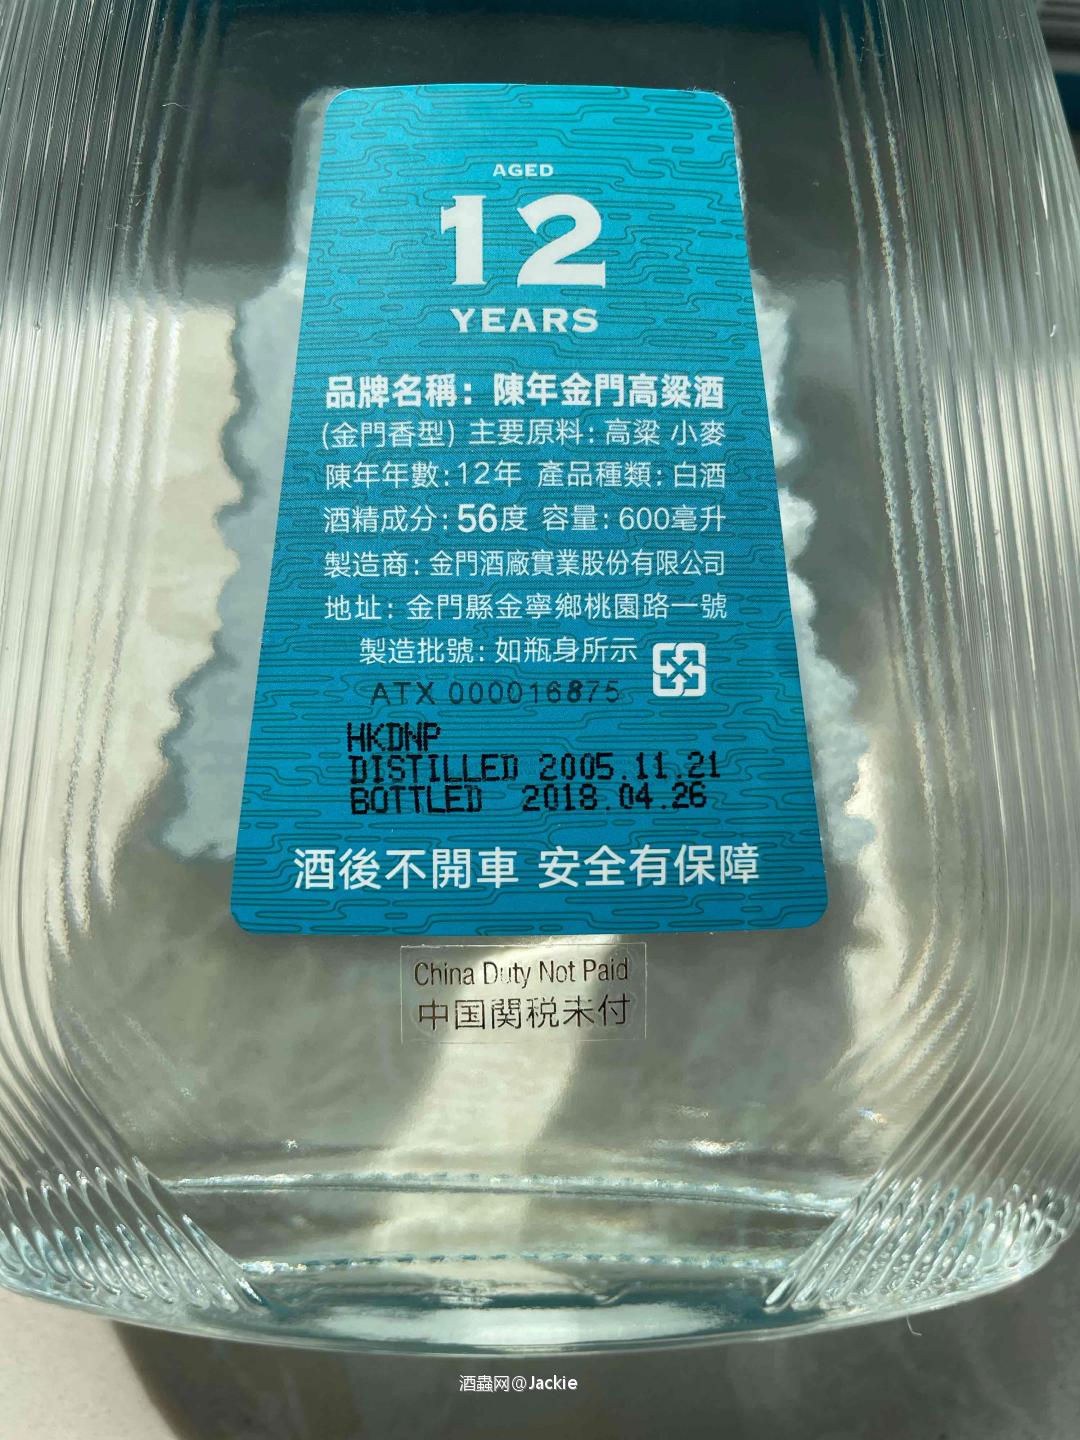 AGED
12
YEARS
品牌名稱：陳年金門高粱酒
(金門香型) 主要原料：高粱 小麥
陳年年數：12年 產品種類：白酒
酒精成分：56度 容量：600毫升
製造商：金門酒廠實業股份有限公司
地址：金門縣金寧鄉桃園路一號
製造批號：如瓶身所示
ATX 000016875
HKDNP
DISTILLED 2005.11.21
BOTTLED 2018.04.26
酒後不開車 安全有保障
China Duty Not Paid
中国関税未付
酒蟲网@Jackie